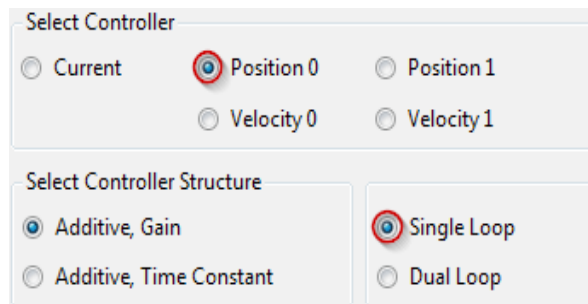 Select Controller
Current Position 0 Position 1
Velocity 0 Velocity 1
Select Controller Structure
Additive, Gain Single Loop
Additive, Time Constant Dual Loop